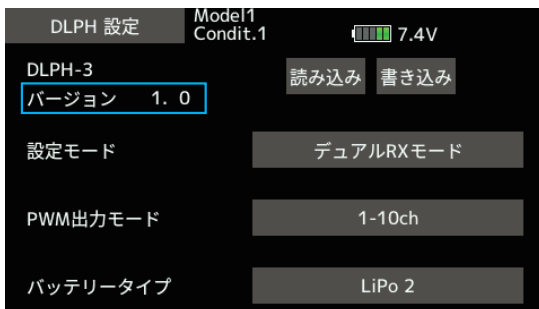 DLPH 設定
Model1
Condit.1
7.4V
DLPH-3
読み込み 書き込み
バージョン 1. 0
設定モード デュアルRXモード
PWM出力モード 1-10ch
バッテリータイプ LiPo 2